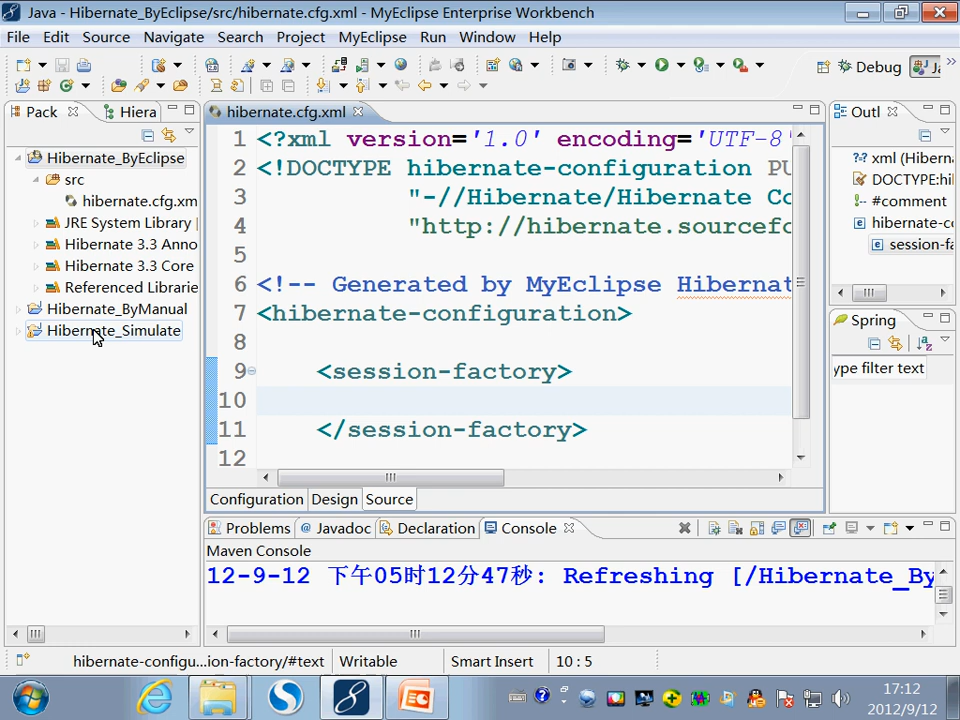 Java - Hibernate_ByEclipse/src/hibernate.cfg.xml - MyEclipse Enterprise Workbench
File Edit Source Navigate Search Project MyEclipse Run Window Help
Debug Ja
Pack Hiera
hibernate.cfg.xml
Outl
Hibernate_ByEclipse
src
hibernate.cfg.xm
JRE System Library
Hibernate 3.3 Anno
Hibernate 3.3 Core
Referenced Librarie
Hibernate_ByManual
Hibernate_Simulate
1 <?xml version='1.0' encoding='UTF-8'
2 <!DOCTYPE hibernate-configuration PU
3 "-//Hibernate/Hibernate Co
4 "http://hibernate.sourcefo
5
6 <!-- Generated by MyEclipse Hibernat
7 <hibernate-configuration>
8
9 <session-factory>
10
11 </session-factory>
12
xml (Hibern
DOCTYPE:hi
#comment
hibernate-co
session-fa
Spring
ype filter text
Configuration Design Source
Problems Javadoc Declaration Console
Maven Console
12-9-12 下午05时12分47秒: Refreshing [/Hibernate_By
hibernate-configu...ion-factory/#text Writable Smart Insert 10 : 5
17:12
2012/9/12